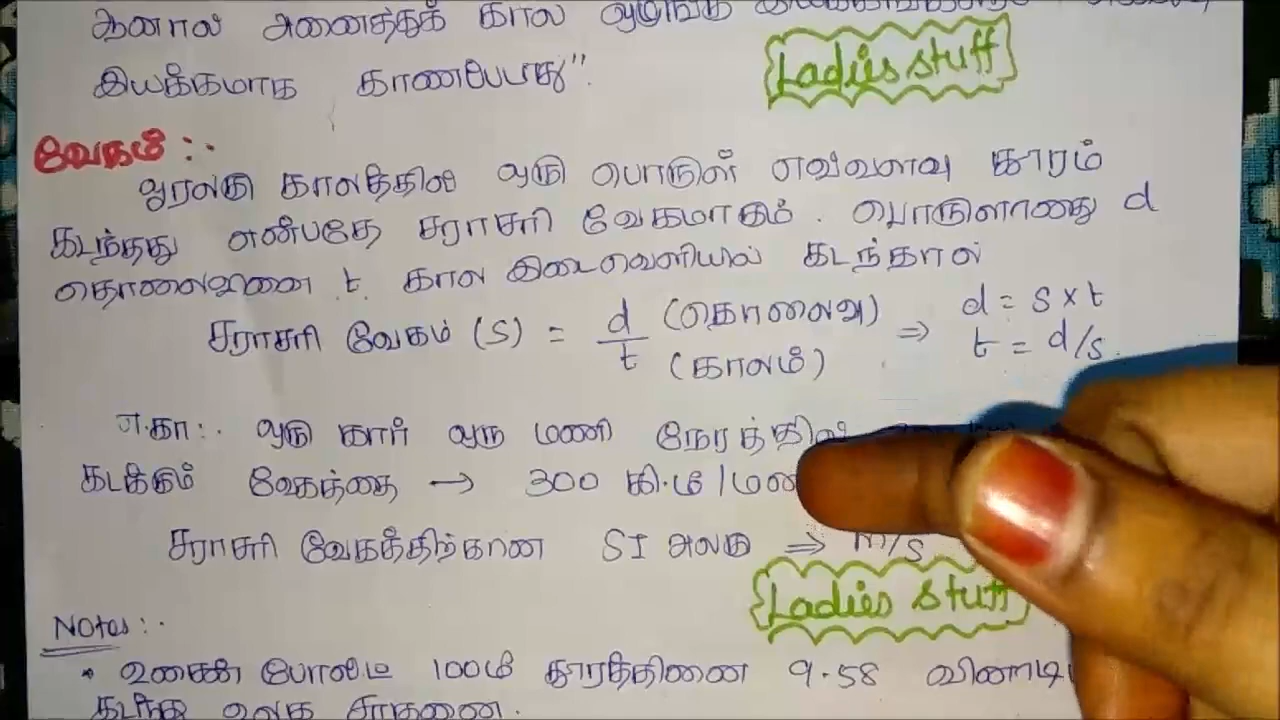 ஆனால் அனைத்துக் கால ஒழுங்கு
இயக்கமாக காணப்படாது".
Ladies stuff
வேகம் :-
ஓரலகு காலத்தில் ஒரு பொருள் எவ்வளவு தூரம்
கடந்தது என்பதே சராசரி வேகமாகும். பொருளானது d
தொலைவினை t கால இடைவெளியில் கடந்தால்
சராசரி வேகம் (S) = d/t (தொலைவு) (காலம்) => d = S x t
t = d/s
எ.கா:. ஒரு கார் ஒரு மணி நேரத்தில்
கடக்கும் வேகத்தை → 300 கி.மீ/மணி
சராசரி வேகத்திற்கான SI அலகு => m/s
Ladies stuff
Notes:-
* உசைன் போல்ட் 100மீ தூரத்தினை 9.58 வினாடி
கடந்து உலக சாதனை.